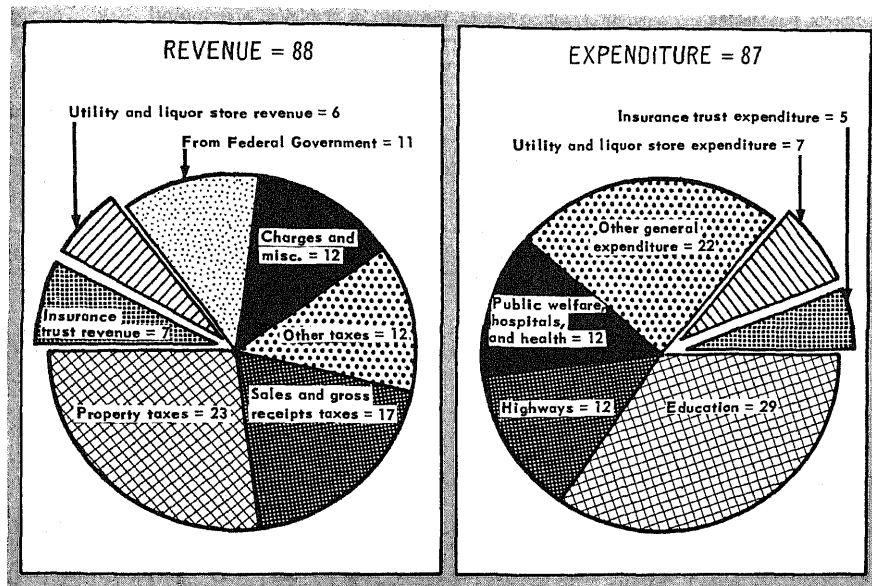 REVENUE = 88
Utility and liquor store revenue = 6
From Federal Government = 11
Charges and
misc. = 12
Other taxes = 12
Insurance
trust revenue = 7
Sales and gross
receipts taxes = 17
Property taxes = 23
EXPENDITURE = 87
Insurance trust expenditure = 5
Utility and liquor store expenditure = 7
Other general
expenditure = 22
Public welfare,
hospitals,
and health = 12
Highways = 12
Education = 29